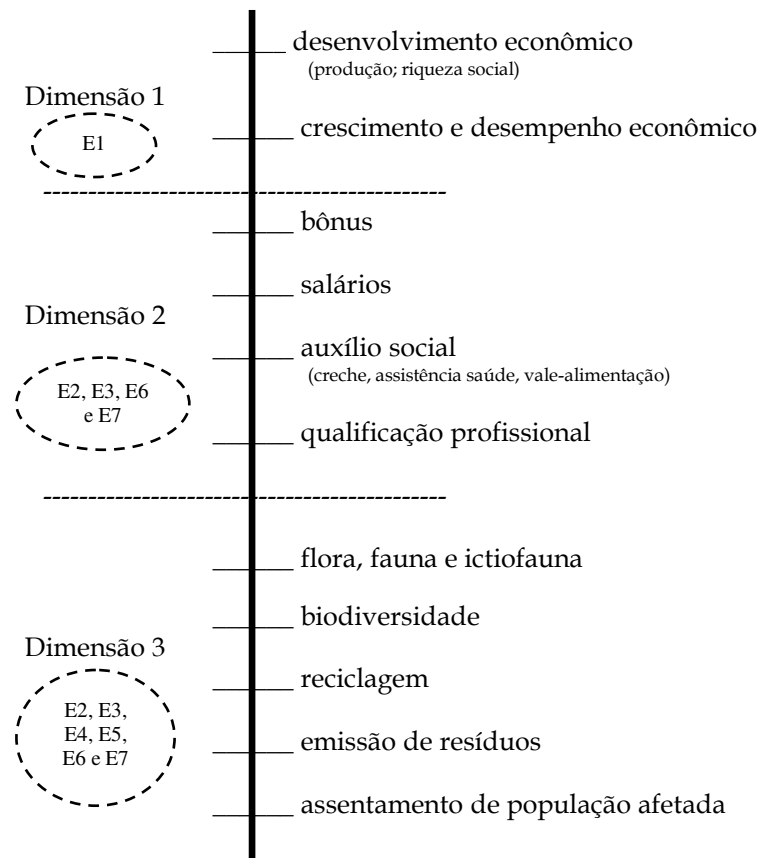 desenvolvimento econômico
(produção; riqueza social)
Dimensão 1
E1
crescimento e desempenho econômico
bônus
salários
Dimensão 2
auxílio social
(creche, assistência saúde, vale-alimentação)
E2, E3, E6
e E7
qualificação profissional
flora, fauna e ictiofauna
biodiversidade
Dimensão 3
reciclagem
E2, E3,
E4, E5,
E6 e E7
emissão de resíduos
assentamento de população afetada